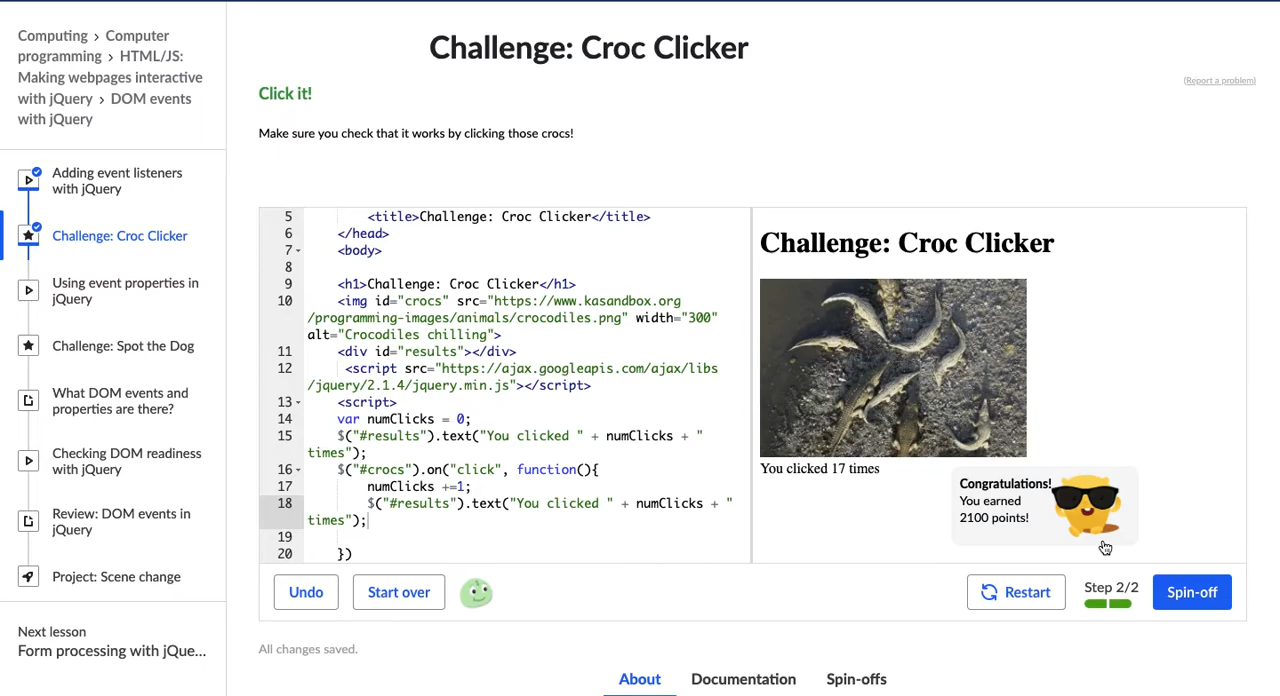 Computing › Computer
programming › HTML/JS:
Making webpages interactive
with jQuery › DOM events
with jQuery
Adding event listeners
with jQuery
Challenge: Croc Clicker
Using event properties in
jQuery
Challenge: Spot the Dog
What DOM events and
properties are there?
Checking DOM readiness
with jQuery
Review: DOM events in
jQuery
Project: Scene change
Next lesson
Form processing with jQue...
Challenge: Croc Clicker
(Report a problem)
Click it!
Make sure you check that it works by clicking those crocs!
5 <title>Challenge: Croc Clicker</title>
6 </head>
7 <body>
8
9 <h1>Challenge: Croc Clicker</h1>
10 <img id="crocs" src="https://www.kasandbox.org
/programming-images/animals/crocodiles.png" width="300"
alt="Crocodiles chilling">
11 <div id="results"></div>
12 <script src="https://ajax.googleapis.com/ajax/libs
/jquery/2.1.4/jquery.min.js"></script>
13 <script>
14 var numClicks = 0;
15 $("#results").text("You clicked " + numClicks + "
times");
16 $("#crocs").on("click", function(){
17 numClicks +=1;
18 $("#results").text("You clicked " + numClicks + "
times");
19
20 })
Challenge: Croc Clicker
You clicked 17 times
Congratulations!
You earned
2100 points!
Undo
Start over
Restart
Step 2/2
Spin-off
All changes saved.
About
Documentation
Spin-offs